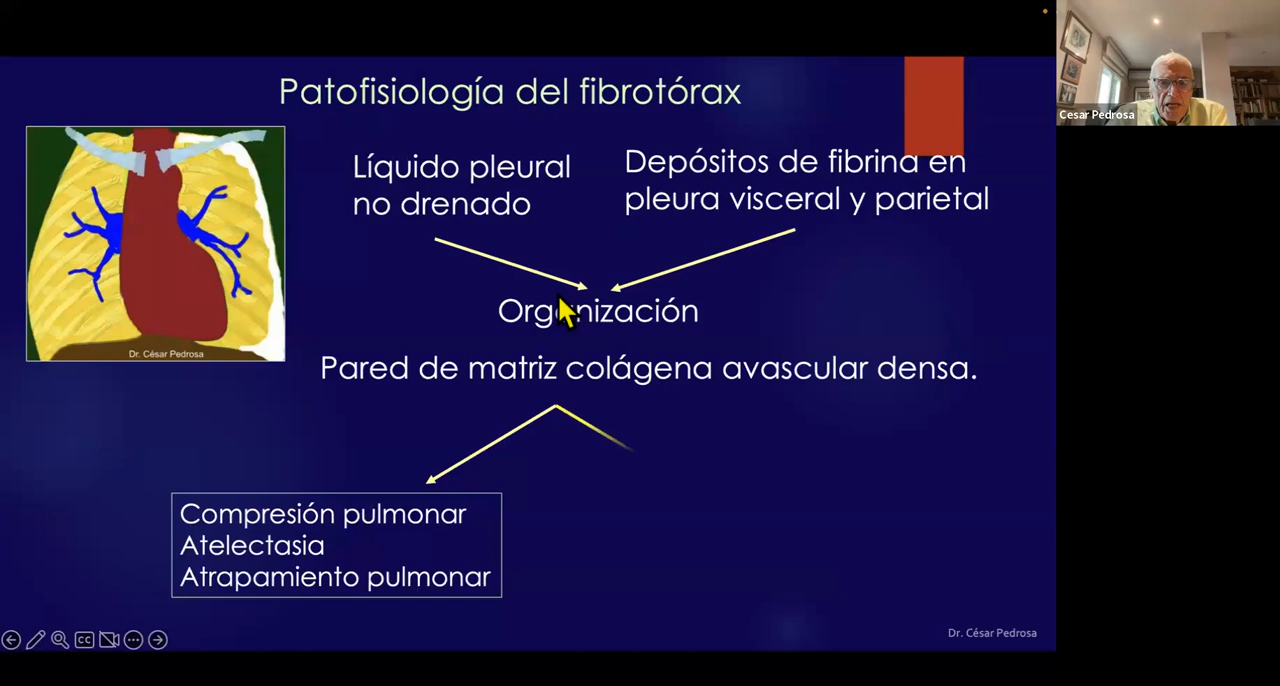 Patofisiología del fibrotórax
Cesar Pedrosa
Líquido pleural
no drenado
Depósitos de fibrina en
pleura visceral y parietal
Organización
Pared de matriz colágena avascular densa.
Dr. César Pedrosa
Compresión pulmonar
Atelectasia
Atrapamiento pulmonar
CC
Dr. César Pedrosa